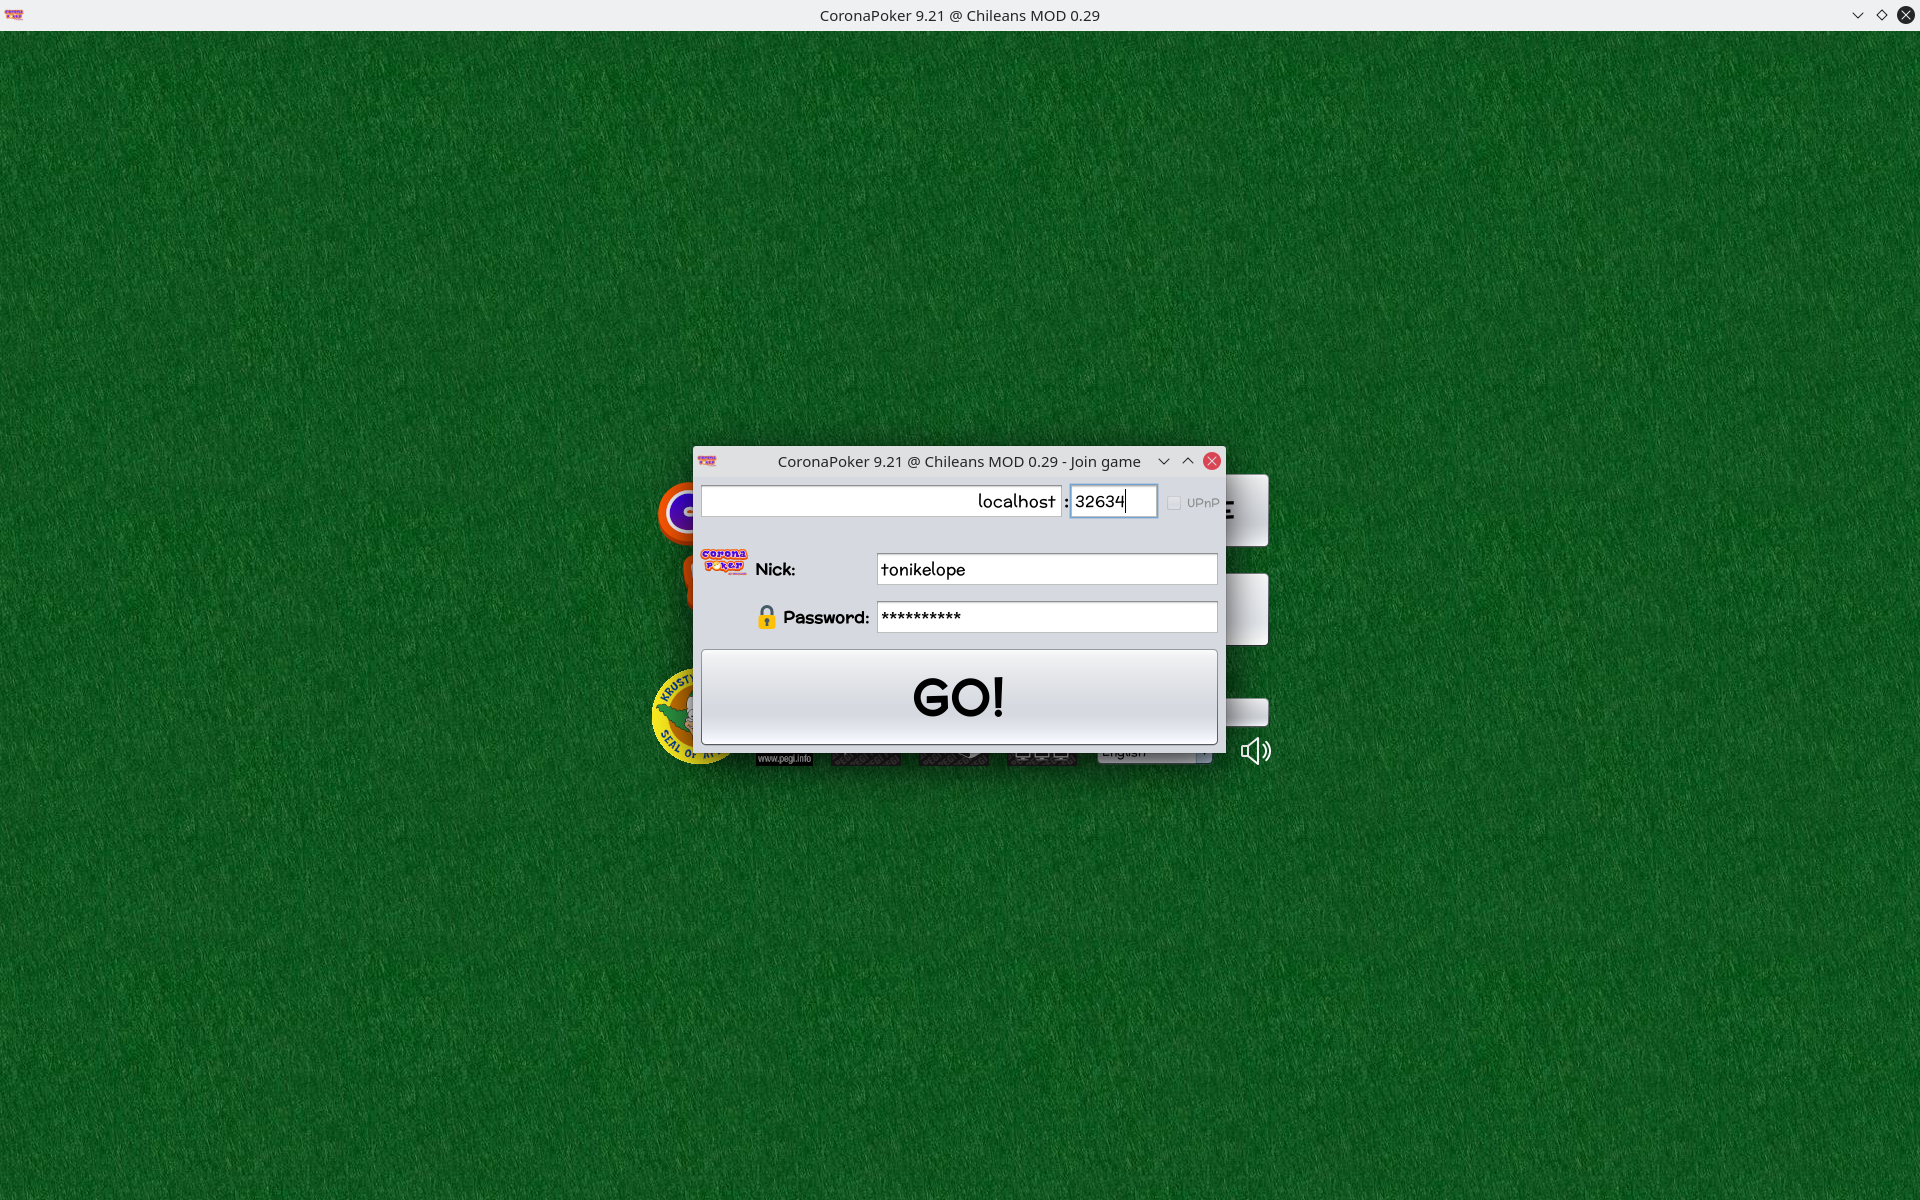 CoronaPoker 9.21 @ Chileans MOD 0.29
CoronaPoker 9.21 @ Chileans MOD 0.29 - Join game
localhost : 32634 UPnP
corona
poker
Nick: tonikelope
Password: **********
GO!
KRUSTY
SEAL OF
www.pegi.info
English